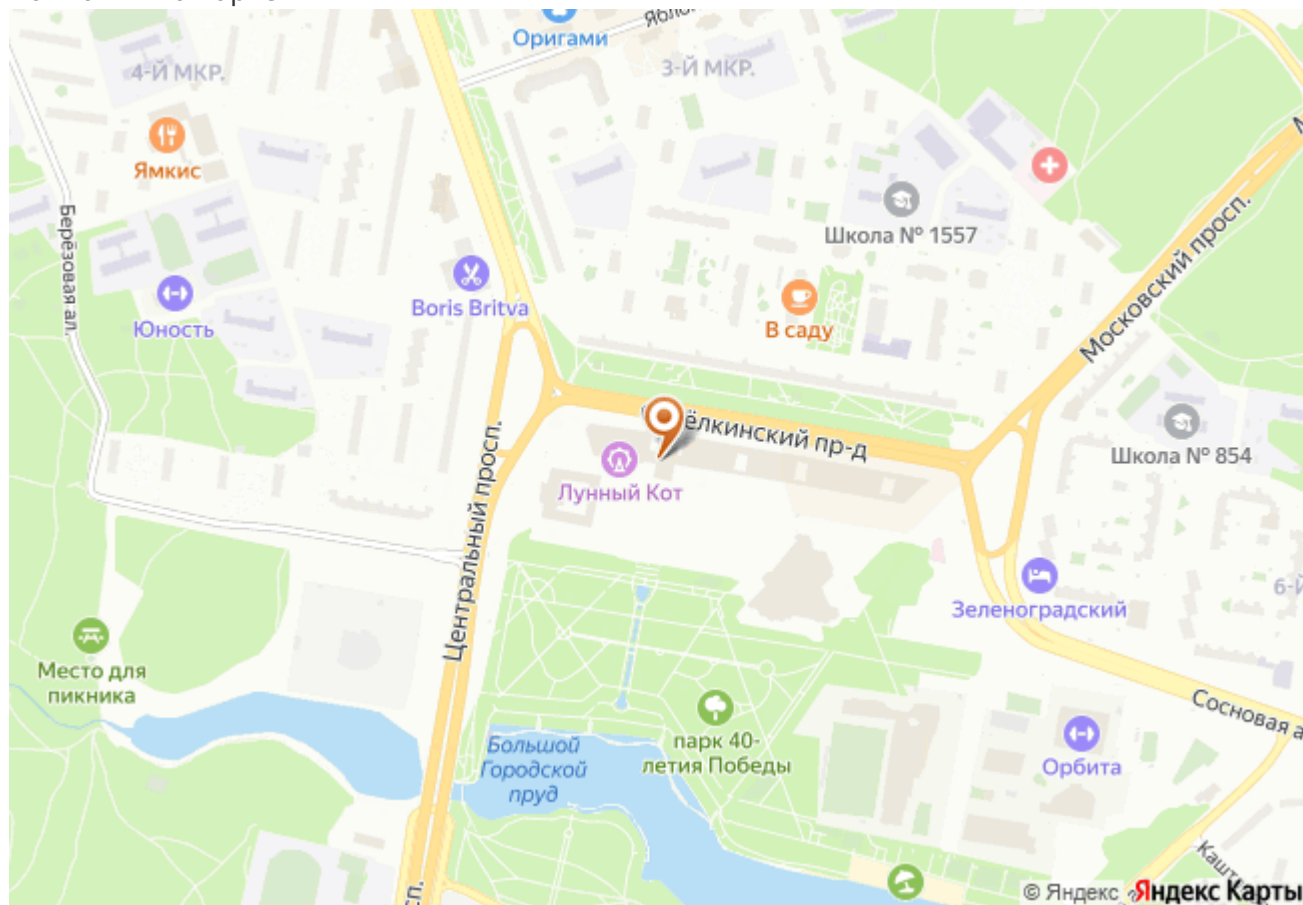 Оригами
4-Й МКР.
3-Й МКР.
Ямкис
Берёзовая ал.
Школа № 1557
Московский просп.
Юность
Boris Britva
В саду
ёлкинский пр-д
Школа № 854
Лунный Кот
Центральный просп.
Зеленоградский
Место для
пикника
Сосновая а
Большой
Городской
пруд
парк 40-
летия Победы
Орбита
© Яндекс Яндекс Карты